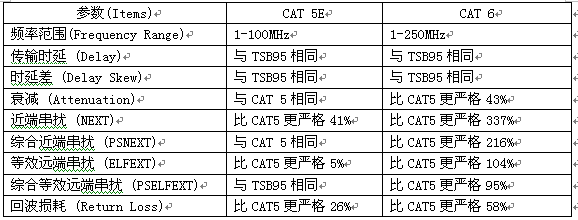 参数(Items) CAT 5E CAT 6
频率范围(Frequency Range) 1-100MHz 1-250MHz
传输时延 (Delay) 与 TSB95 相同 与 TSB95 相同
时延差 (Delay Skew) 与 TSB95 相同 与 TSB95 相同
衰减 (Attenuation) 与 CAT 5 相同 比 CAT5 更严格 43%
近端串扰 (NEXT) 比 CAT5 更严格 41% 比 CAT5 更严格 337%
综合近端串扰 (PSNEXT) 与 CAT 5 相同 比 CAT5 更严格 216%
等效远端串扰 (ELFEXT) 比 CAT5 更严格 5% 比 CAT5 更严格 104%
综合等效远端串扰 (PSELFEXT) 与 TSB95 相同 比 CAT5 更严格 95%
回波损耗 (Return Loss) 比 CAT5 更严格 26% 比 CAT5 更严格 58%